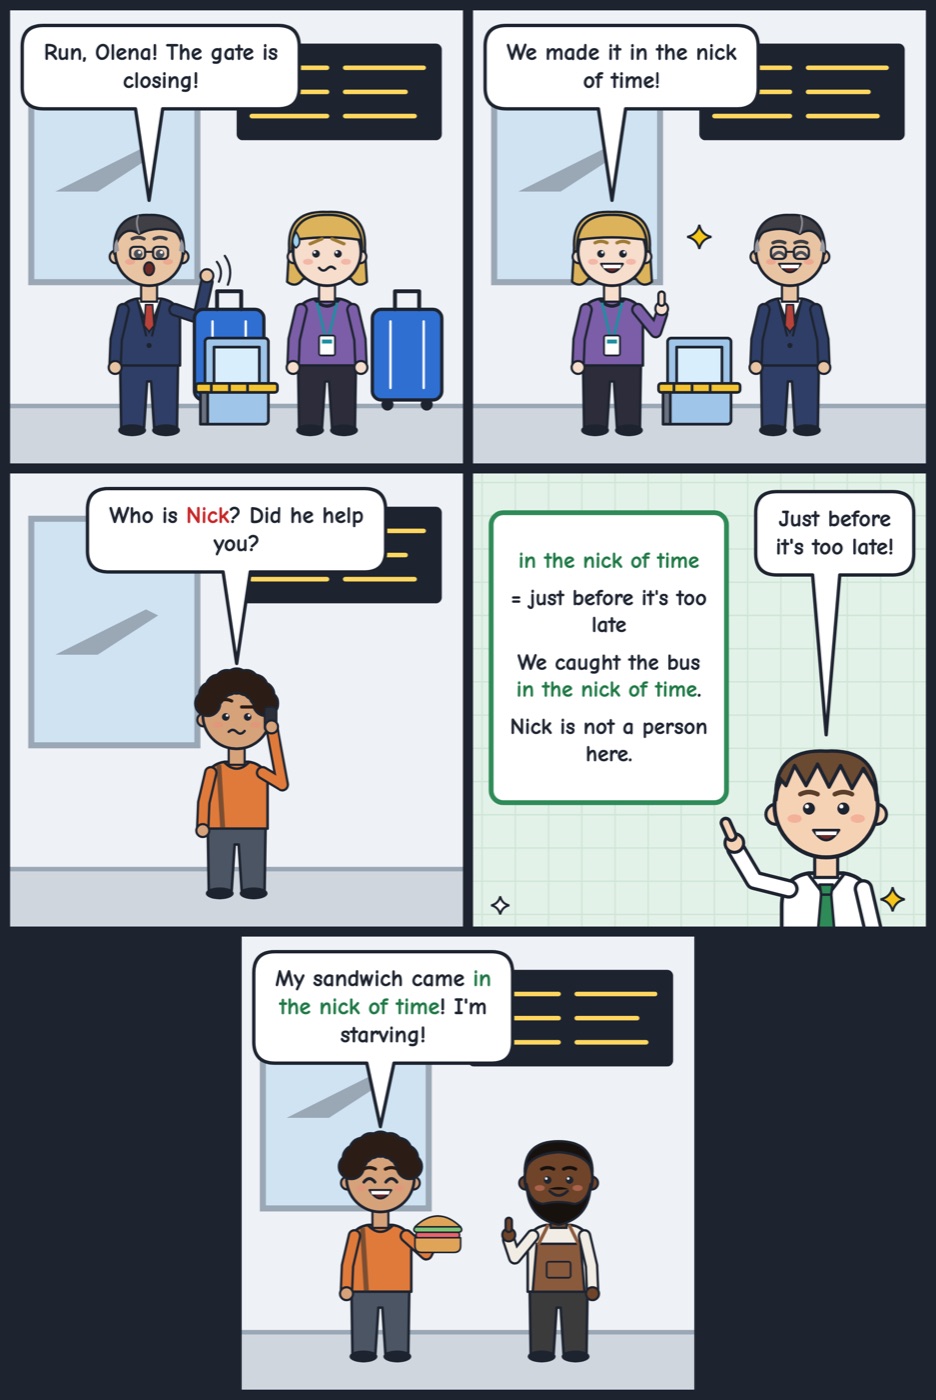 Run, Olena! The gate is
closing!
We made it in the nick
of time!
Who is Nick? Did he help
you?
in the nick of time
= just before it's too
late
We caught the bus
in the nick of time.
Nick is not a person
here.
Just before
it's too late!
My sandwich came in
the nick of time! I'm
starving!